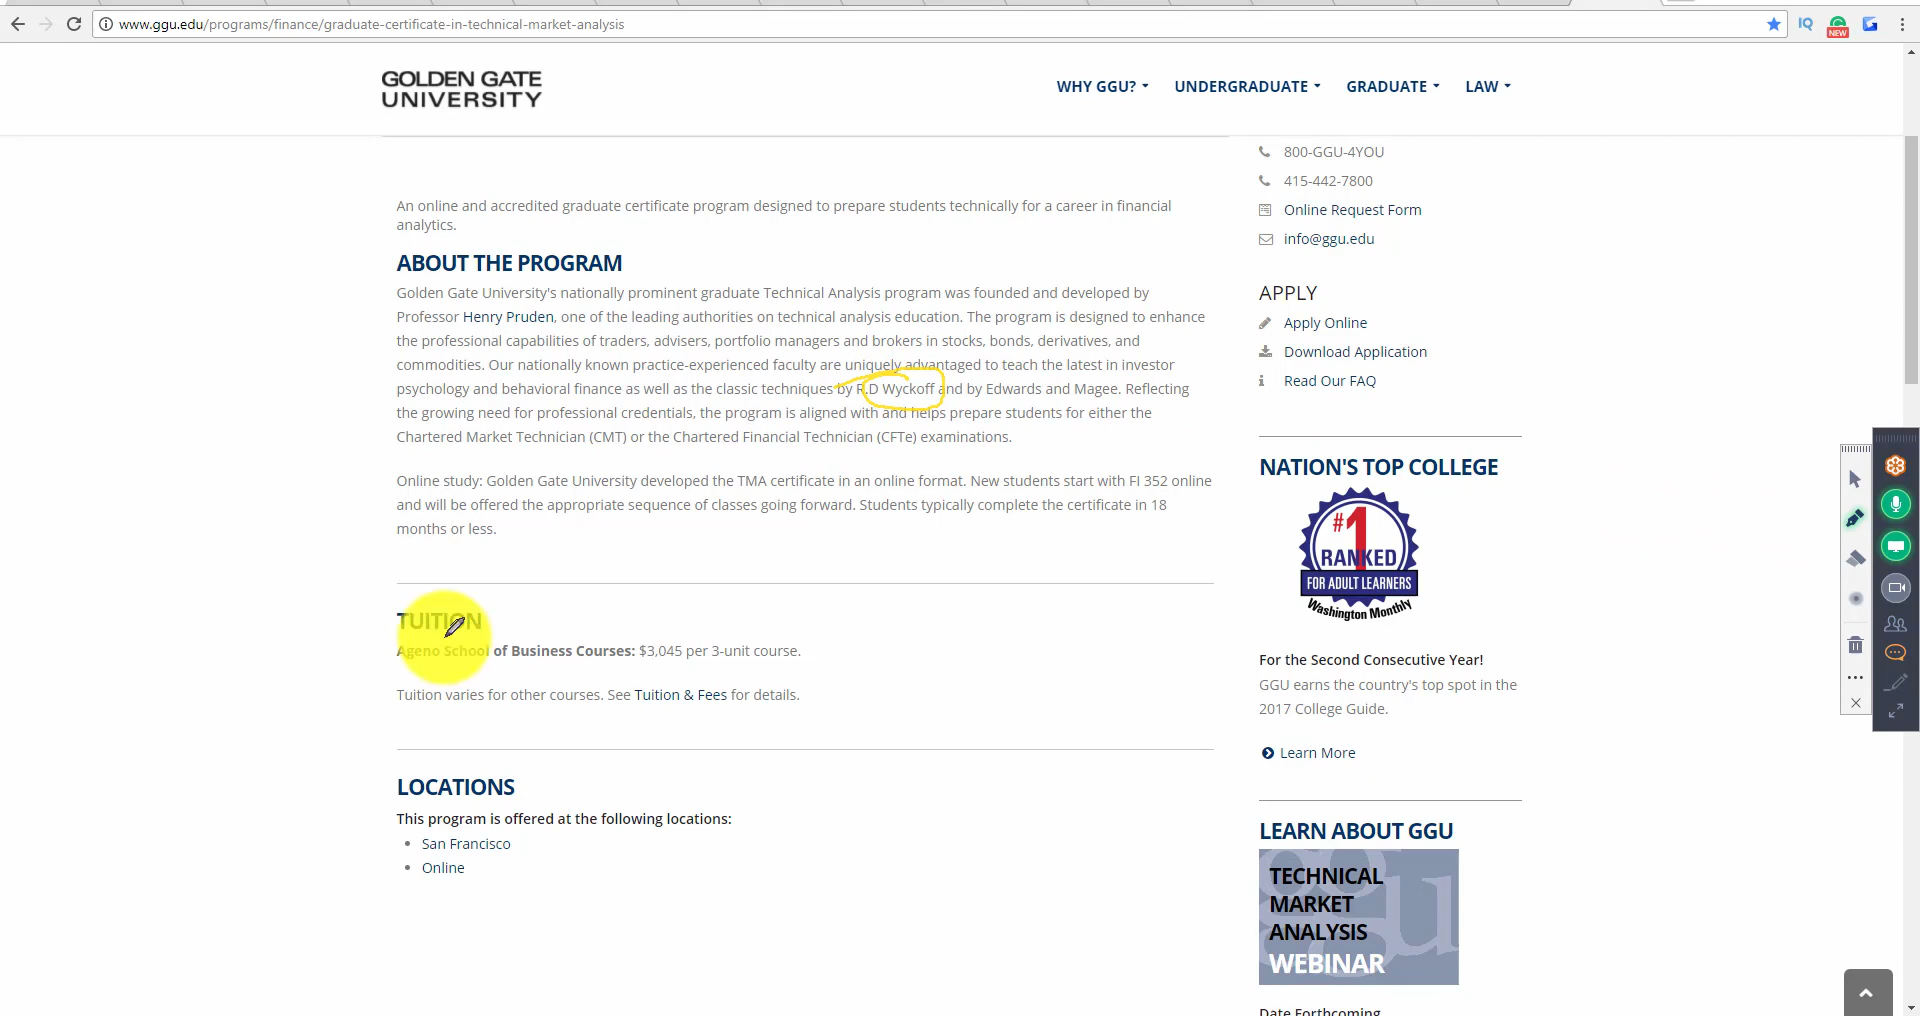 www.ggu.edu/programs/finance/graduate-certificate-in-technical-market-analysis
IQ
NEW
GOLDEN GATE
UNIVERSITY
WHY GGU?
UNDERGRADUATE
GRADUATE
LAW
An online and accredited graduate certificate program designed to prepare students technically for a career in financial
analytics.
ABOUT THE PROGRAM
Golden Gate University's nationally prominent graduate Technical Analysis program was founded and developed by
Professor Henry Pruden, one of the leading authorities on technical analysis education. The program is designed to enhance
the professional capabilities of traders, advisers, portfolio managers and brokers in stocks, bonds, derivatives, and
commodities. Our nationally known practice-experienced faculty are uniquely advantaged to teach the latest in investor
psychology and behavioral finance as well as the classic techniques by R.D Wyckoff and by Edwards and Magee. Reflecting
the growing need for professional credentials, the program is aligned with and helps prepare students for either the
Chartered Market Technician (CMT) or the Chartered Financial Technician (CFTe) examinations.
Online study: Golden Gate University developed the TMA certificate in an online format. New students start with FI 352 online
and will be offered the appropriate sequence of classes going forward. Students typically complete the certificate in 18
months or less.
TUITION
Ageno School of Business Courses: $3,045 per 3-unit course.
Tuition varies for other courses. See Tuition & Fees for details.
LOCATIONS
This program is offered at the following locations:
San Francisco
Online
800-GGU-4YOU
415-442-7800
Online Request Form
info@ggu.edu
APPLY
Apply Online
Download Application
Read Our FAQ
NATION'S TOP COLLEGE
#1
RANKED
FOR ADULT LEARNERS
Washington Monthly
For the Second Consecutive Year!
GGU earns the country's top spot in the
2017 College Guide.
Learn More
LEARN ABOUT GGU
ggu
TECHNICAL
MARKET
ANALYSIS
WEBINAR
Date Forthcoming